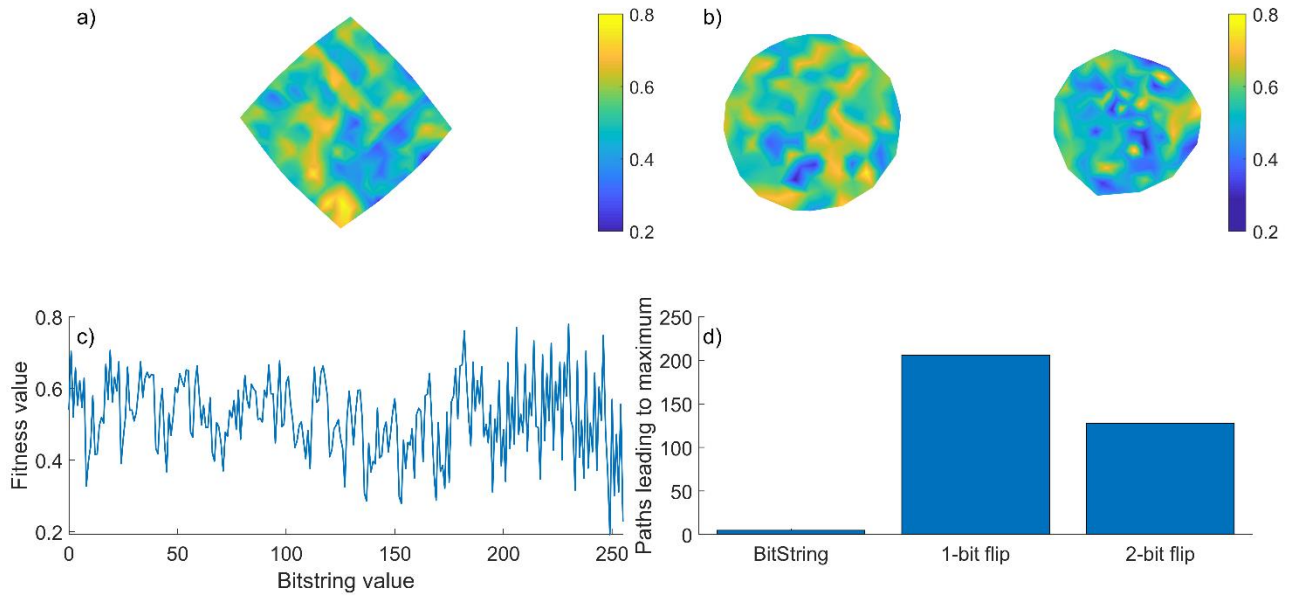 a)
0.8
0.6
0.4
0.2
b)
0.8
0.6
0.4
0.2
c)
Fitness value
0.8
0.6
0.4
0.2
0 50 100 150 200 250
Bitstring value
d)
Paths leading to maximum
250
200
150
100
50
0
BitString 1-bit flip 2-bit flip